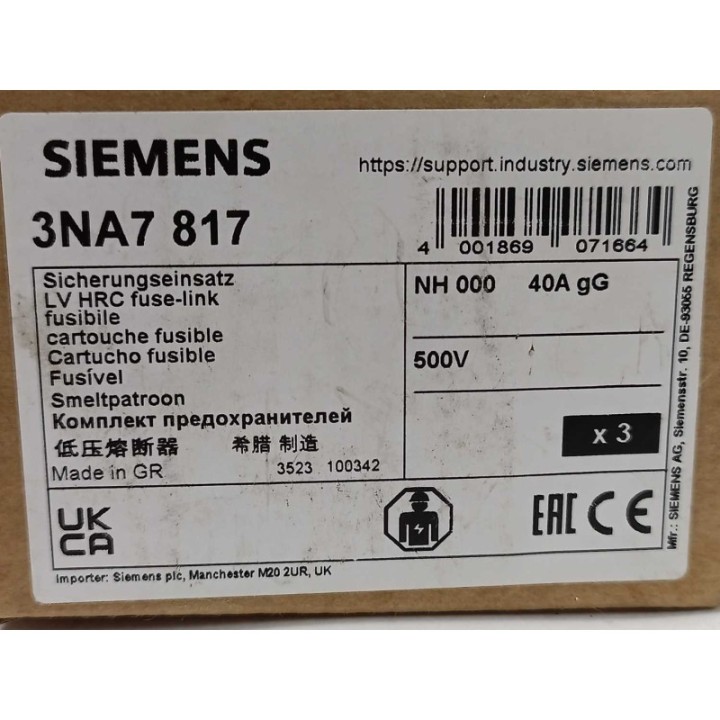 SIEMENS
https://support.industry.siemens.com
3NA7 817
4 001869 071664
Sicherungseinsatz
LV HRC fuse-link
fusibile
cartouche fusible
Cartucho fusible
Fusível
Smeltpatroon
Комплект предохранителей
低压熔断器 希腊 制造
Made in GR 3523 100342
NH 000 40A gG
500V
x 3
UK
CA
EAC CE
Importer: Siemens plc, Manchester M20 2UR, UK
Mfr.: SIEMENS AG, Siemensstr. 10, DE-93055 REGENSBURG